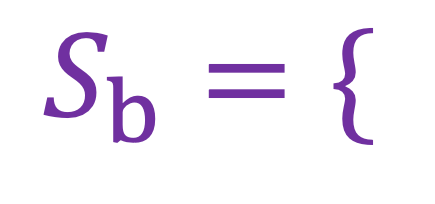 S_b = {